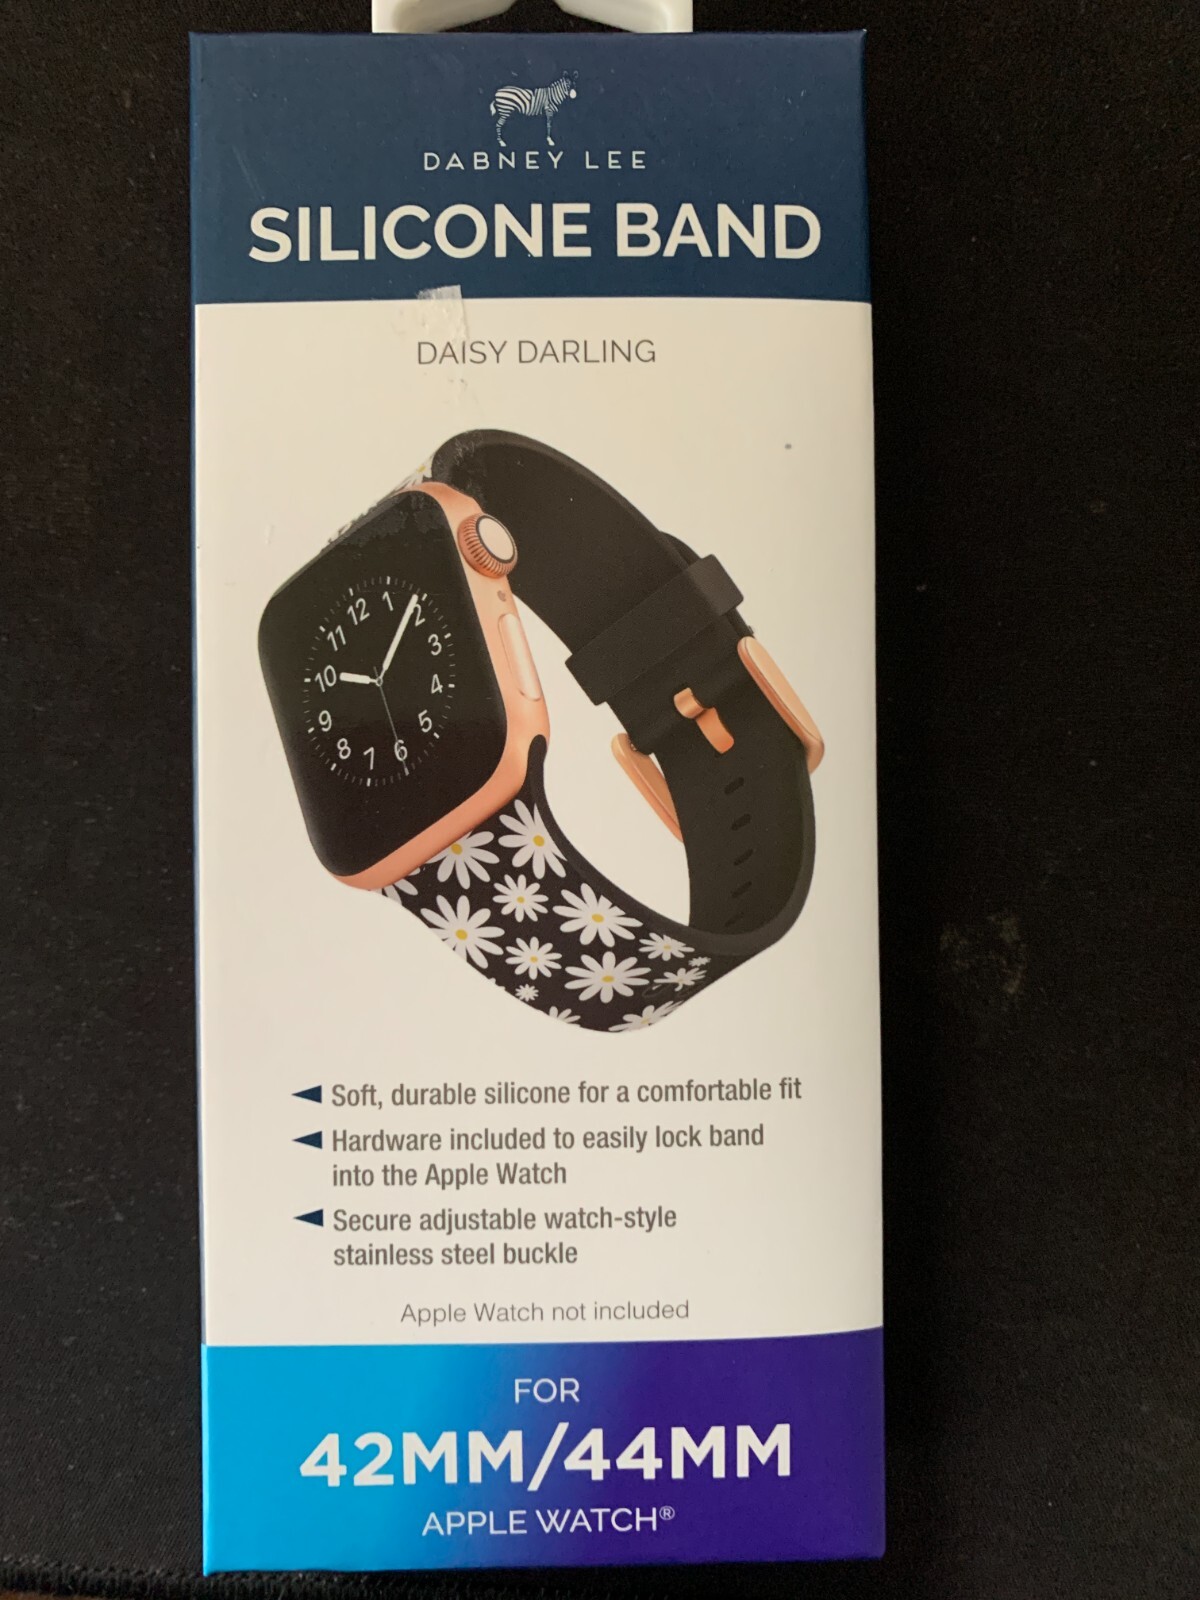 DABNEY LEE
SILICONE BAND
DAISY DARLING
12
1
2
3
4
5
6
7
8
9
10
11
Soft, durable silicone for a comfortable fit
Hardware included to easily lock band
into the Apple Watch
Secure adjustable watch-style
stainless steel buckle
Apple Watch not included
FOR
42MM/44MM
APPLE WATCH®